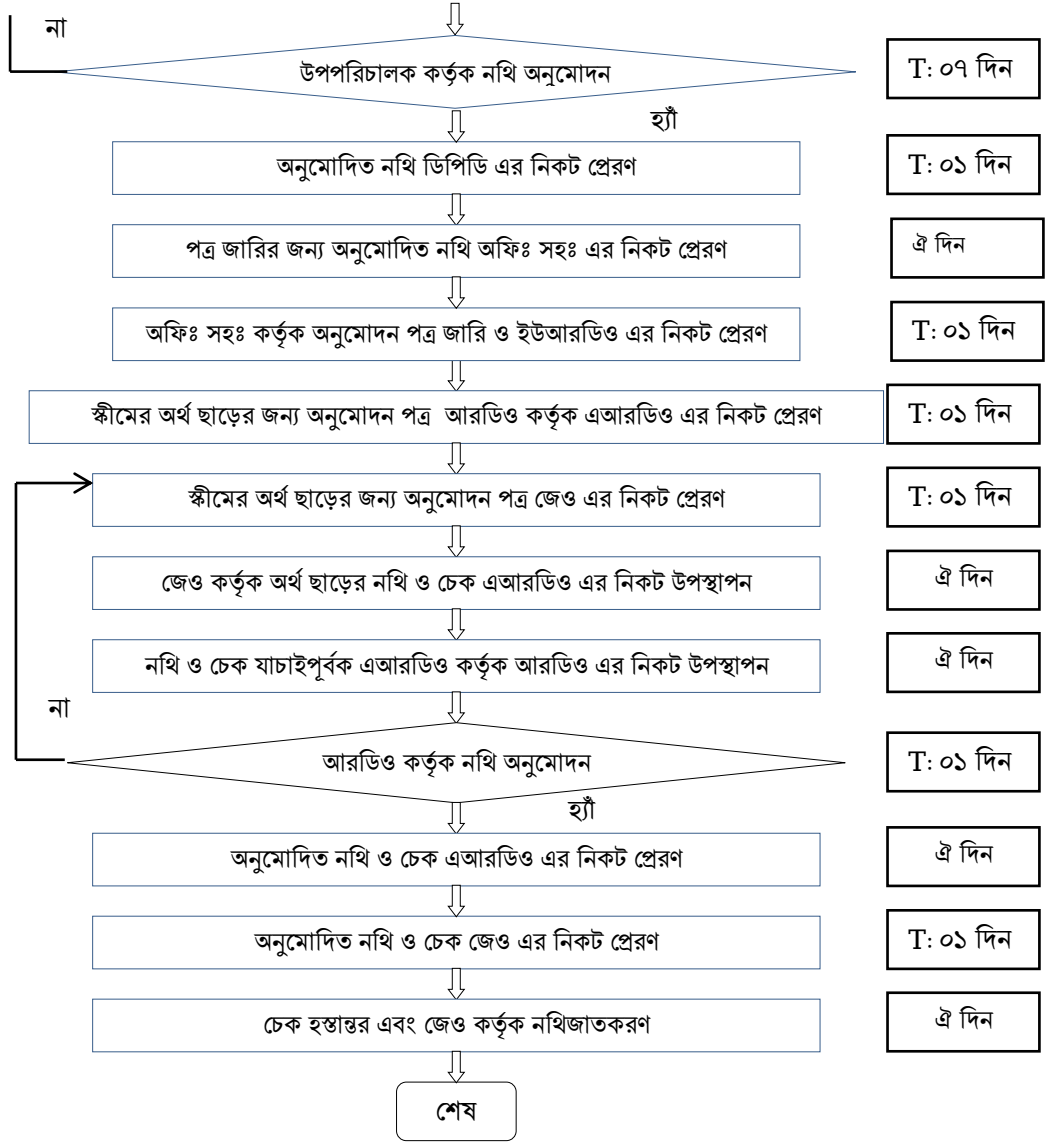 না
উপপরিচালক কর্তৃক নথি অনুমোদন
T: ০৭ দিন
হ্যাঁ
অনুমোদিত নথি ডিপিডি এর নিকট প্রেরণ
T: ০১ দিন
পত্র জারির জন্য অনুমোদিত নথি অফিঃ সহঃ এর নিকট প্রেরণ
ঐ দিন
অফিঃ সহঃ কর্তৃক অনুমোদন পত্র জারি ও ইউআরডিও এর নিকট প্রেরণ
T: ০১ দিন
স্কীমের অর্থ ছাড়ের জন্য অনুমোদন পত্র আরডিও কর্তৃক এআরডিও এর নিকট প্রেরণ
T: ০১ দিন
স্কীমের অর্থ ছাড়ের জন্য অনুমোদন পত্র জেও এর নিকট প্রেরণ
T: ০১ দিন
জেও কর্তৃক অর্থ ছাড়ের নথি ও চেক এআরডিও এর নিকট উপস্থাপন
ঐ দিন
নথি ও চেক যাচাইপূর্বক এআরডিও কর্তৃক আরডিও এর নিকট উপস্থাপন
ঐ দিন
না
আরডিও কর্তৃক নথি অনুমোদন
T: ০১ দিন
হ্যাঁ
অনুমোদিত নথি ও চেক এআরডিও এর নিকট প্রেরণ
ঐ দিন
অনুমোদিত নথি ও চেক জেও এর নিকট প্রেরণ
T: ০১ দিন
চেক হস্তান্তর এবং জেও কর্তৃক নথিজাতকরণ
ঐ দিন
শেষ